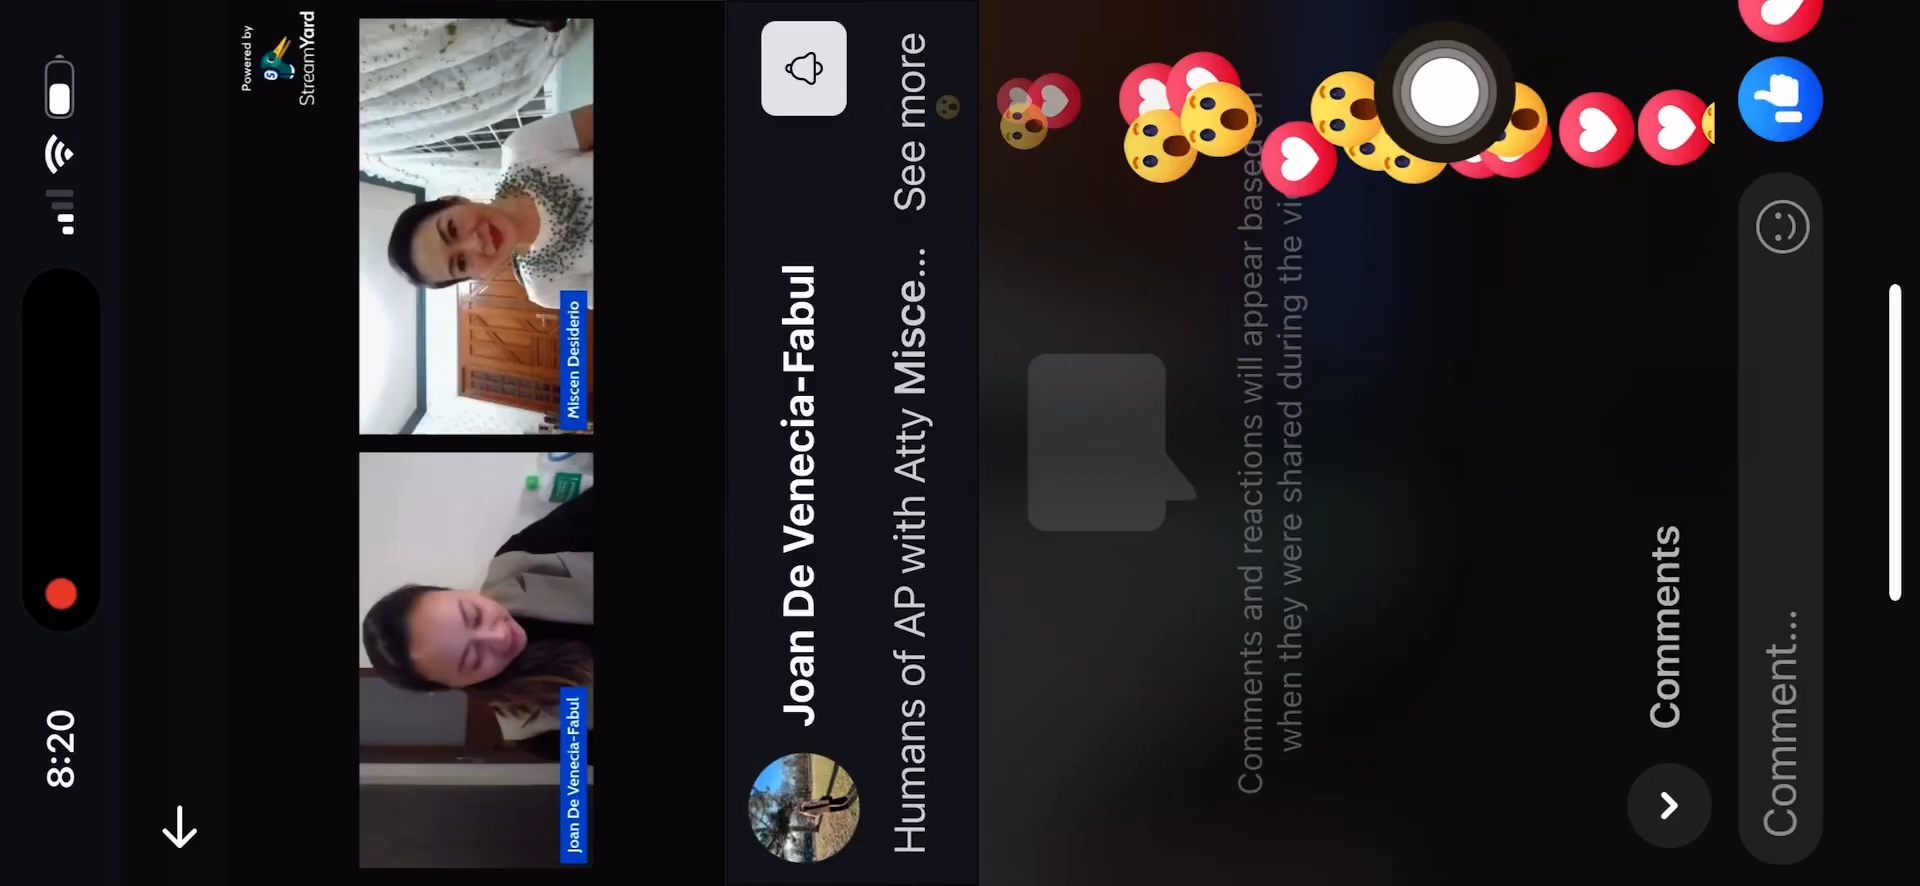 8:20
Powered by
StreamYard
Joan De Venecia-Fabul
Miscen Desiderio
Joan De Venecia-Fabul
Humans of AP with Atty Misce... See more
Comments and reactions will appear based on
when they were shared during the vi
Comments
Comment...